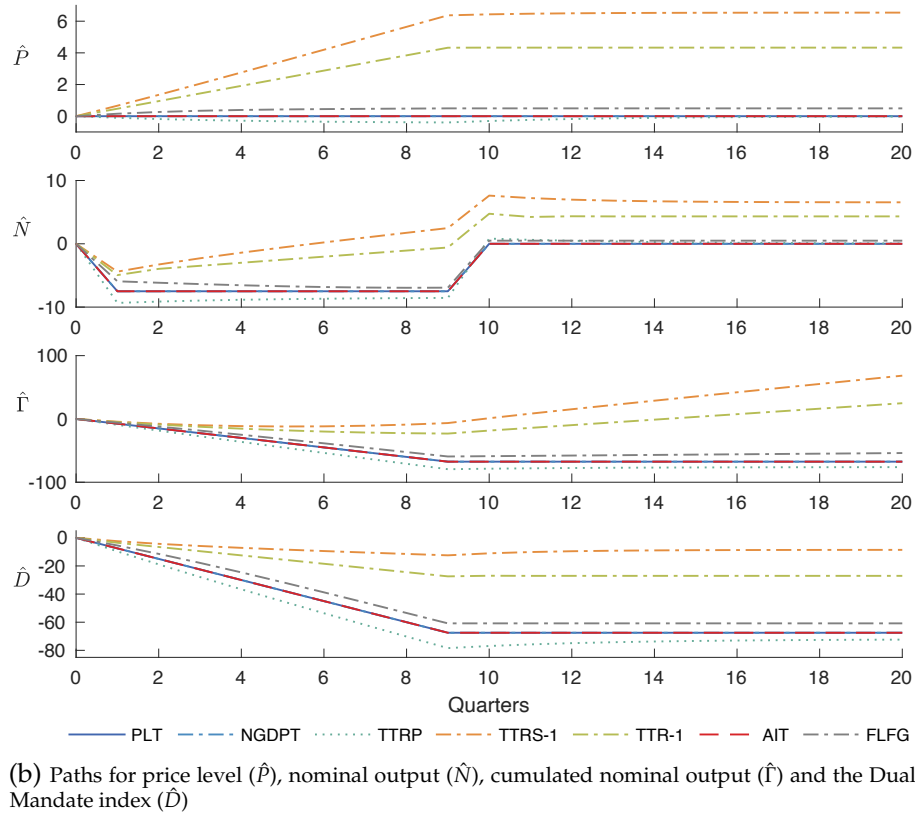 6
4
2
0
P̂
0 2 4 6 8 10 12 14 16 18 20
10
0
-10
N̂
0 2 4 6 8 10 12 14 16 18 20
100
0
-100
Γ̂
0 2 4 6 8 10 12 14 16 18 20
0
-20
-40
-60
-80
D̂
0 2 4 6 8 10 12 14 16 18 20
Quarters
PLT NGDPT TTRP TTRS-1 TTR-1 AIT FLFG
(b) Paths for price level (P̂), nominal output (N̂), cumulated nominal output (Γ̂) and the Dual
Mandate index (D̂)